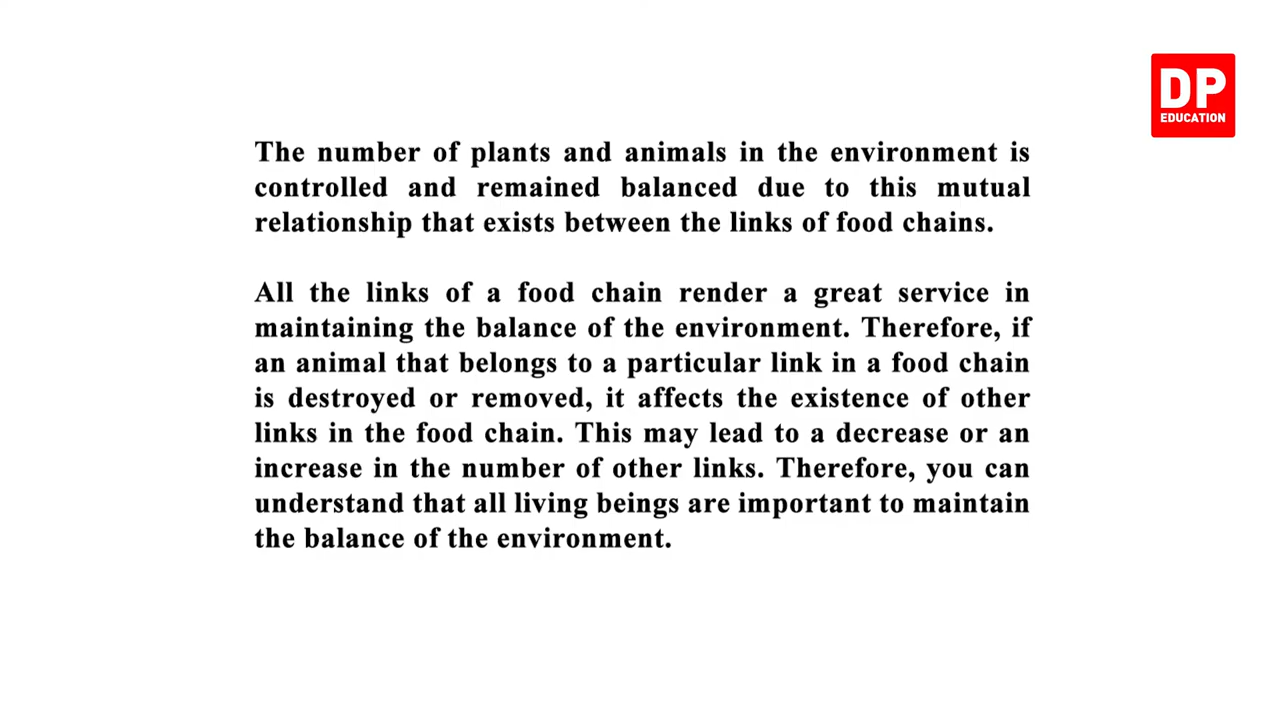 DP
EDUCATION
The number of plants and animals in the environment is
controlled and remained balanced due to this mutual
relationship that exists between the links of food chains.
All the links of a food chain render a great service in
maintaining the balance of the environment. Therefore, if
an animal that belongs to a particular link in a food chain
is destroyed or removed, it affects the existence of other
links in the food chain. This may lead to a decrease or an
increase in the number of other links. Therefore, you can
understand that all living beings are important to maintain
the balance of the environment.